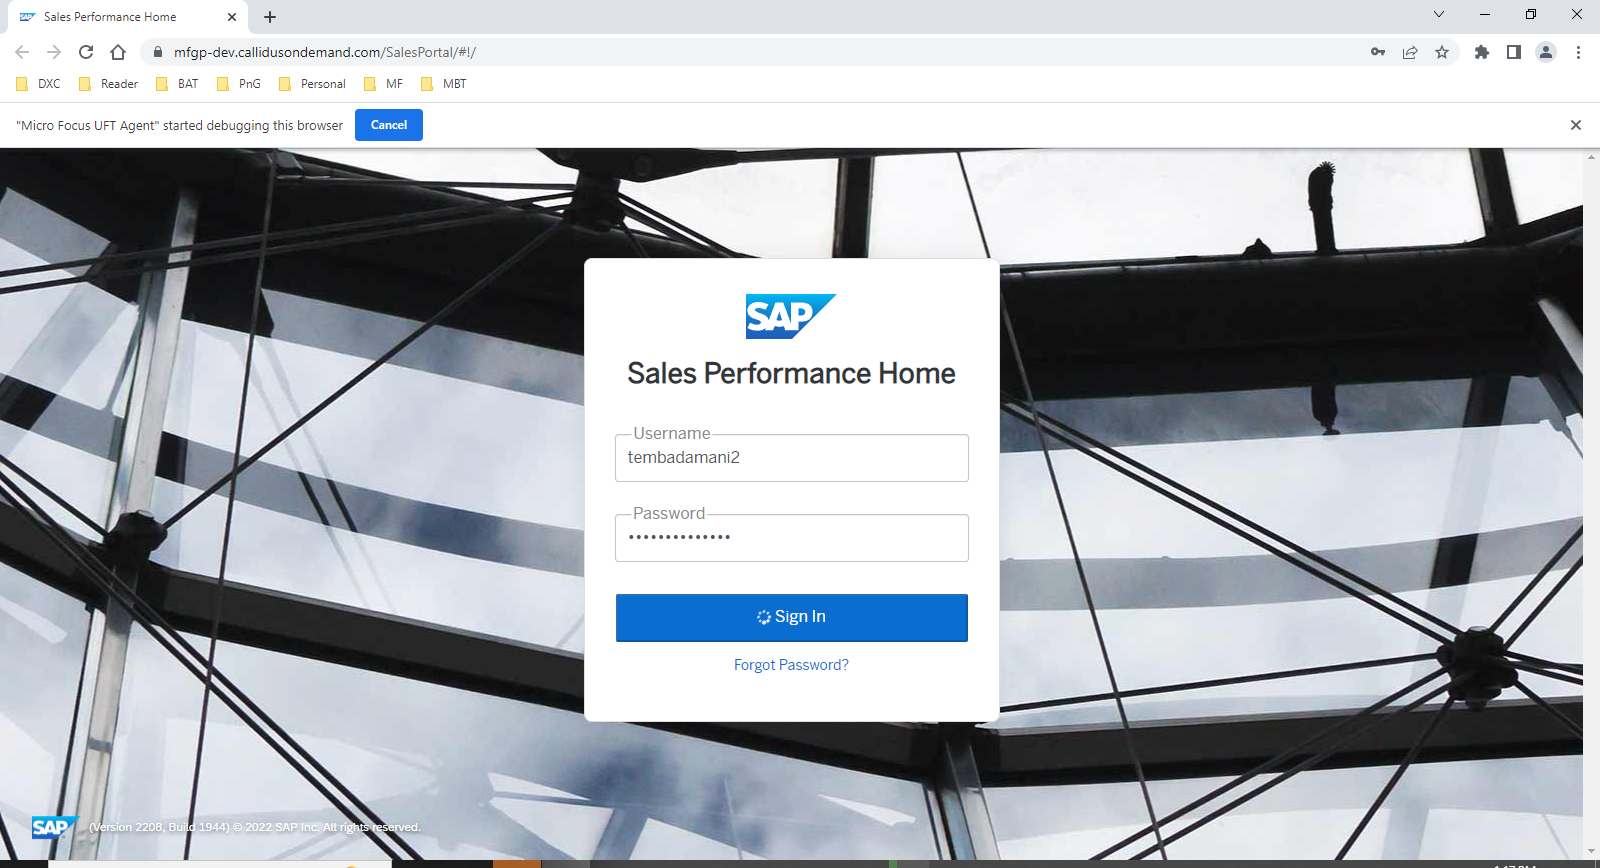 SAP Sales Performance Home
mfgp-dev.callidusondemand.com/SalesPortal/#!/
DXC Reader BAT PnG Personal MF MBT
"Micro Focus UFT Agent" started debugging this browser Cancel
SAP
Sales Performance Home
Username
tembadamani2
Password
••••••••••••••
Sign In
Forgot Password?
SAP (Version 2208, Build 1944) © 2022 SAP Inc. All rights reserved.